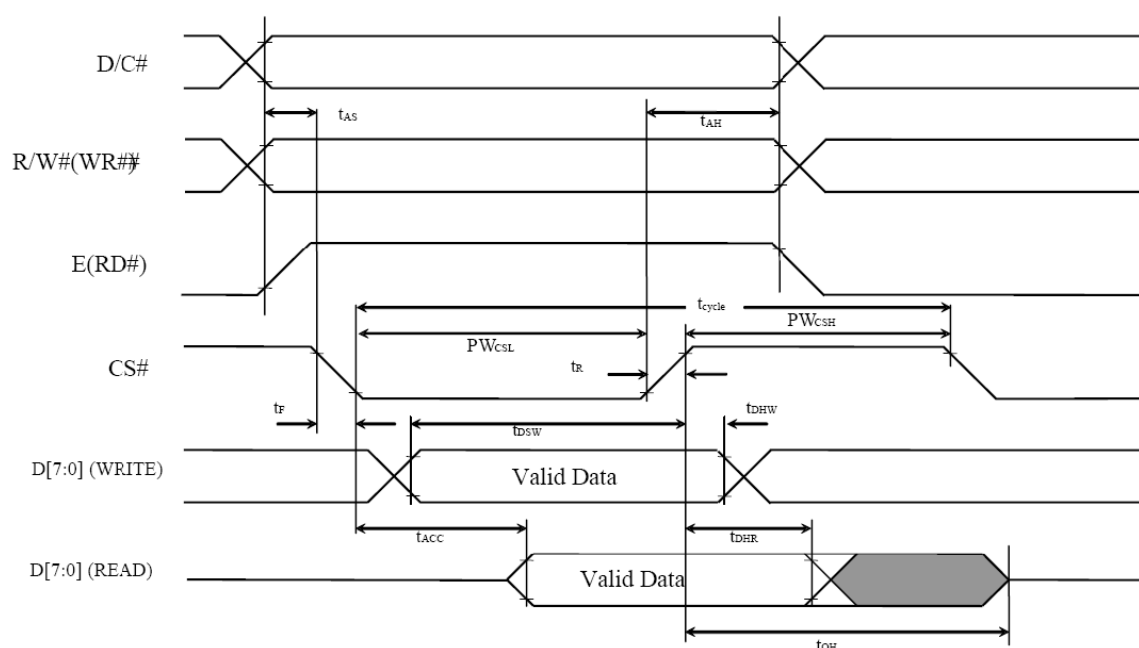 D/C#
tAS
tAH
R/W#(WR##)
E(RD#)
tcycle
PWCSL
PWCSH
CS#
tR
tF
tDSW
tDHW
D[7:0] (WRITE)
Valid Data
tACC
tDHR
D[7:0] (READ)
Valid Data
tOH